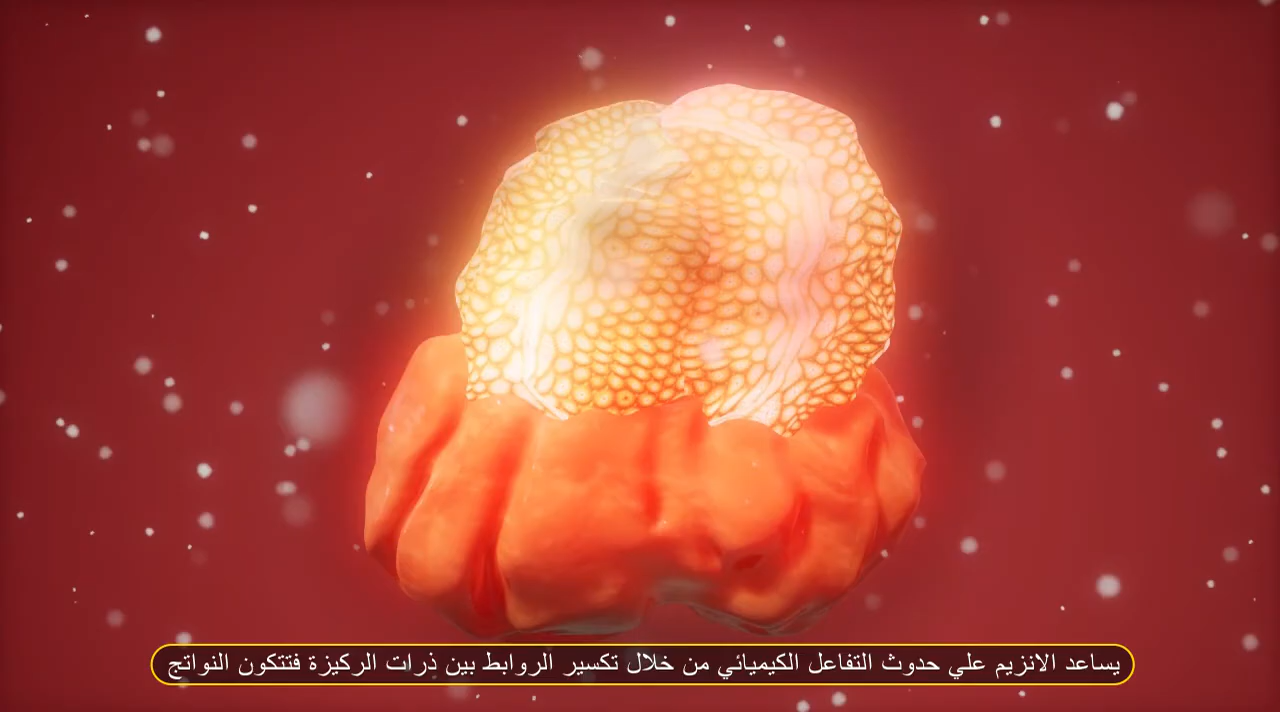 يساعد الانزيم علي حدوث التفاعل الكيميائي من خلال تكسير الروابط بين ذرات الركيزة فتتكون النواتج